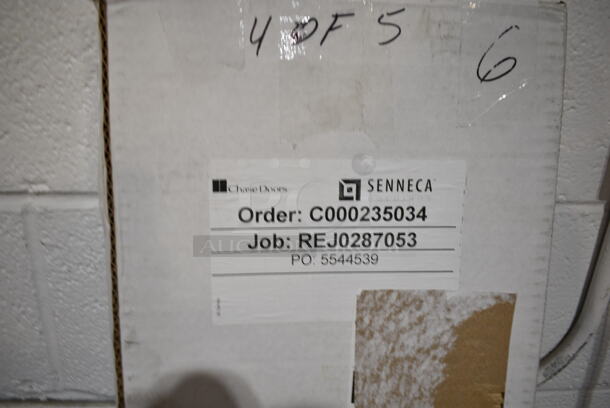 4 OF 5
6
Chase Doors SENNECA
Order: C000235034
Job: REJ0287053
PO: 5544539